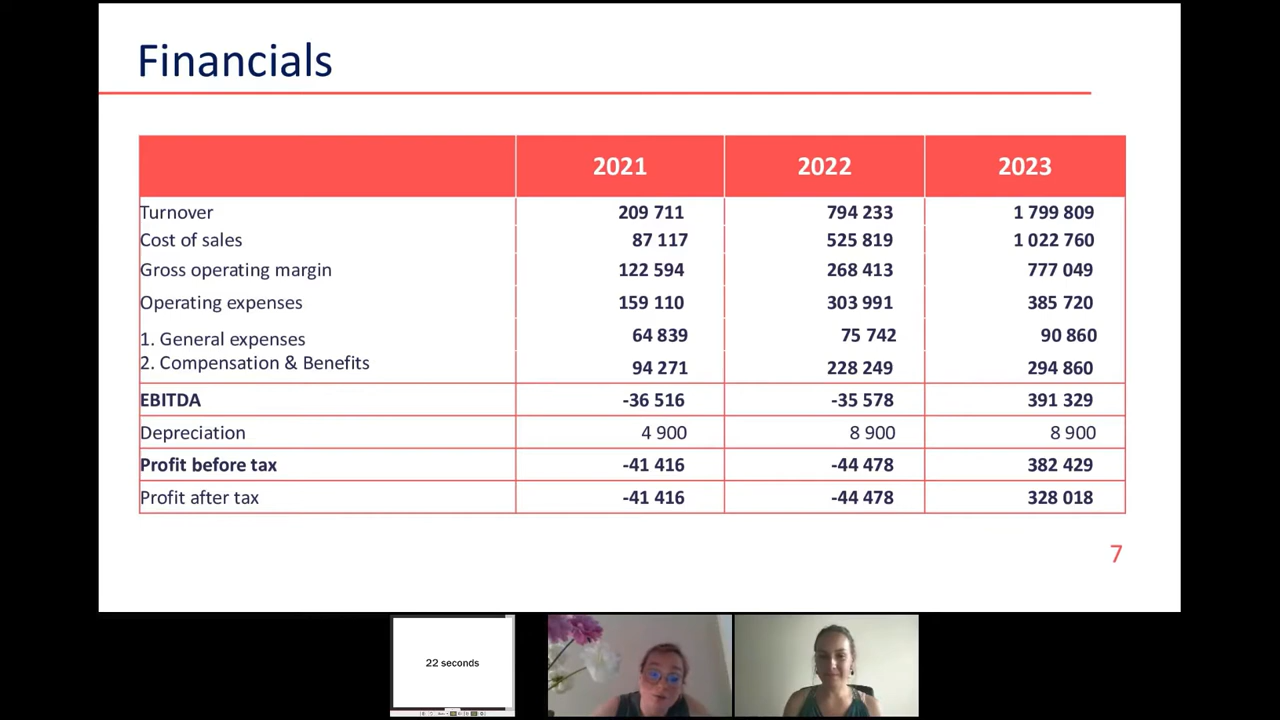 Financials
2021 2022 2023
Turnover 209 711 794 233 1 799 809
Cost of sales 87 117 525 819 1 022 760
Gross operating margin 122 594 268 413 777 049
Operating expenses 159 110 303 991 385 720
1. General expenses 64 839 75 742 90 860
2. Compensation & Benefits 94 271 228 249 294 860
EBITDA -36 516 -35 578 391 329
Depreciation 4 900 8 900 8 900
Profit before tax -41 416 -44 478 382 429
Profit after tax -41 416 -44 478 328 018
7
22 seconds